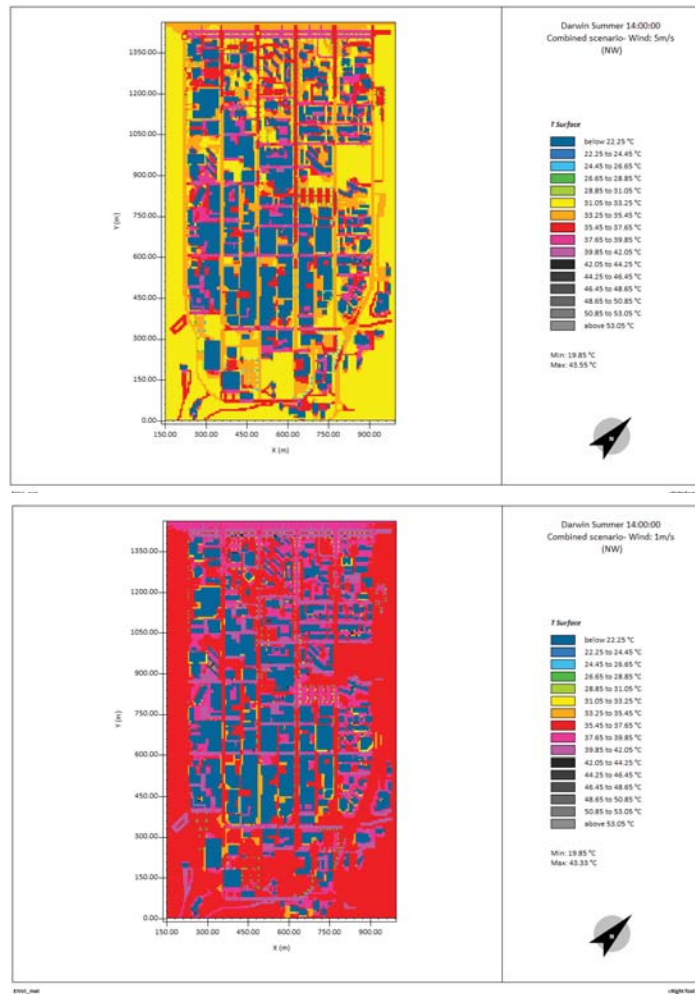 Darwin Summer 14:00:00
Combined scenario- Wind: 5m/s
(NW)
T Surface
below 22.25 °C
22.25 to 24.45 °C
24.45 to 26.65 °C
26.65 to 28.85 °C
28.85 to 31.05 °C
31.05 to 33.25 °C
33.25 to 35.45 °C
35.45 to 37.65 °C
37.65 to 39.85 °C
39.85 to 42.05 °C
42.05 to 44.25 °C
44.25 to 46.45 °C
46.45 to 48.65 °C
48.65 to 50.85 °C
50.85 to 53.05 °C
above 53.05 °C
Min: 19.85 °C
Max: 43.55 °C
N
1350.00
1200.00
1050.00
900.00
750.00
600.00
450.00
300.00
150.00
0.00
Y (m)
150.00 300.00 450.00 600.00 750.00 900.00
X (m)
Darwin Summer 14:00:00
Combined scenario- Wind: 1m/s
(NW)
T Surface
below 22.25 °C
22.25 to 24.45 °C
24.45 to 26.65 °C
26.65 to 28.85 °C
28.85 to 31.05 °C
31.05 to 33.25 °C
33.25 to 35.45 °C
35.45 to 37.65 °C
37.65 to 39.85 °C
39.85 to 42.05 °C
42.05 to 44.25 °C
44.25 to 46.45 °C
46.45 to 48.65 °C
48.65 to 50.85 °C
50.85 to 53.05 °C
above 53.05 °C
Min: 19.85 °C
Max: 43.33 °C
N
1350.00
1200.00
1050.00
900.00
750.00
600.00
450.00
300.00
150.00
0.00
Y (m)
150.00 300.00 450.00 600.00 750.00 900.00
X (m)
ENVI_met
<Right foot